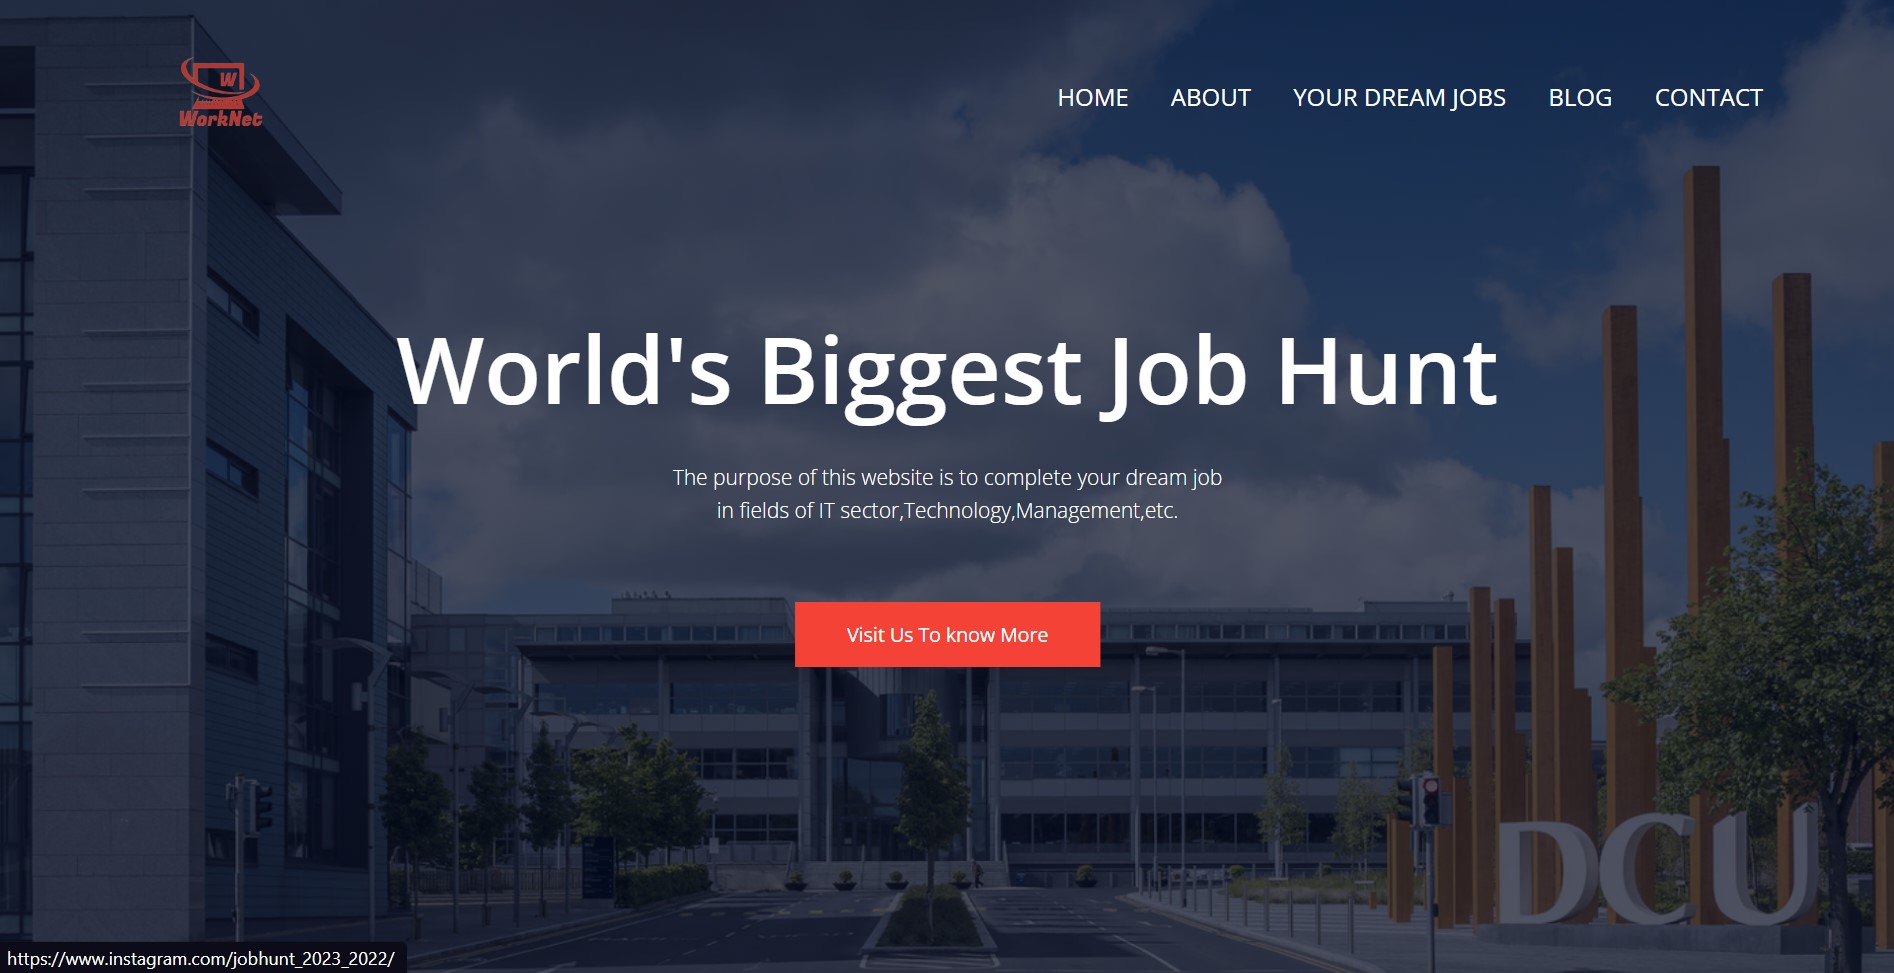 W
WorkNet
HOME ABOUT YOUR DREAM JOBS BLOG CONTACT
World's Biggest Job Hunt
The purpose of this website is to complete your dream job
in fields of IT sector,Technology,Management,etc.
Visit Us To know More
DCU
https://www.instagram.com/jobhunt_2023_2022/